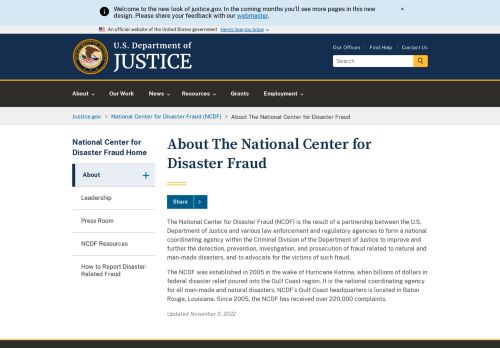 Welcome to the new look of justice.gov. In the coming months you'll see more pages in this new
design. Please share your feedback with our webmaster.
×
An official website of the United States government Here's how you know
U.S. Department of
JUSTICE
Our Offices | Find Help | Contact Us
Search
About
Our Work
News
Resources
Grants
Employment
Justice.gov > National Center for Disaster Fraud (NCDF) > About The National Center for Disaster Fraud
National Center for
Disaster Fraud Home
About +
Leadership
Press Room
NCDF Resources
How to Report Disaster-
Related Fraud
About The National Center for
Disaster Fraud
Share >
The National Center for Disaster Fraud (NCDF) is the result of a partnership between the U.S.
Department of Justice and various law enforcement and regulatory agencies to form a national
coordinating agency within the Criminal Division of the Department of Justice to improve and
further the detection, prevention, investigation, and prosecution of fraud related to natural and
man-made disasters, and to advocate for the victims of such fraud.
The NCDF was established in 2005 in the wake of Hurricane Katrina, when billions of dollars in
federal disaster relief poured into the Gulf Coast region. It is the national coordinating agency
for all man-made and natural disasters. NCDF's Gulf Coast headquarters is located in Baton
Rouge, Louisiana. Since 2005, the NCDF has received over 220,000 complaints.
Updated November 9, 2022